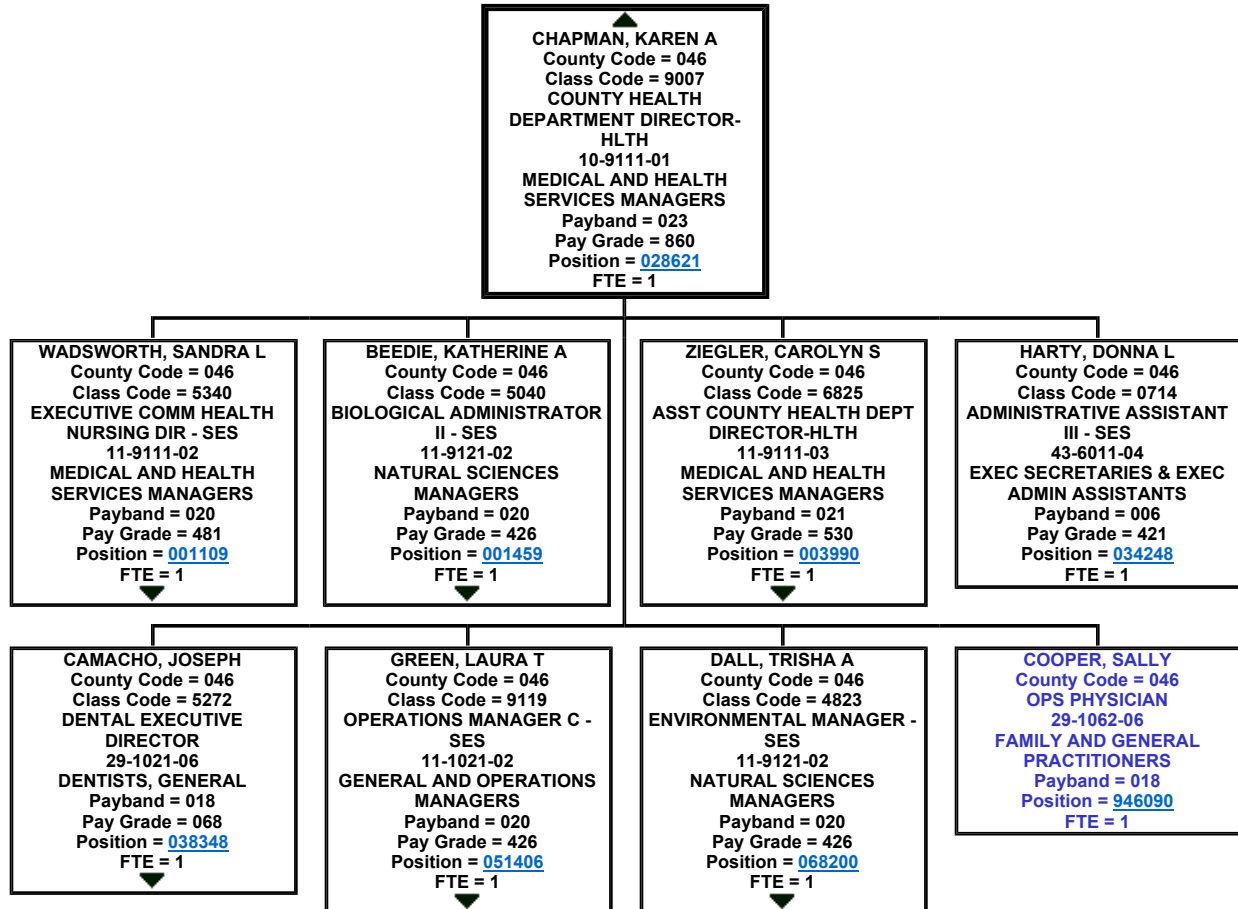 CHAPMAN, KAREN A
County Code = 046
Class Code = 9007
COUNTY HEALTH
DEPARTMENT DIRECTOR-
HLTH
10-9111-01
MEDICAL AND HEALTH
SERVICES MANAGERS
Payband = 023
Pay Grade = 860
Position = 028621
FTE = 1
WADSWORTH, SANDRA L
County Code = 046
Class Code = 5340
EXECUTIVE COMM HEALTH
NURSING DIR - SES
11-9111-02
MEDICAL AND HEALTH
SERVICES MANAGERS
Payband = 020
Pay Grade = 481
Position = 001109
FTE = 1
BEEDIE, KATHERINE A
County Code = 046
Class Code = 5040
BIOLOGICAL ADMINISTRATOR
II - SES
11-9121-02
NATURAL SCIENCES
MANAGERS
Payband = 020
Pay Grade = 426
Position = 001459
FTE = 1
ZIEGLER, CAROLYN S
County Code = 046
Class Code = 6825
ASST COUNTY HEALTH DEPT
DIRECTOR-HLTH
11-9111-03
MEDICAL AND HEALTH
SERVICES MANAGERS
Payband = 021
Pay Grade = 530
Position = 003990
FTE = 1
HARTY, DONNA L
County Code = 046
Class Code = 0714
ADMINISTRATIVE ASSISTANT
III - SES
43-6011-04
EXEC SECRETARIES & EXEC
ADMIN ASSISTANTS
Payband = 006
Pay Grade = 421
Position = 034248
FTE = 1
CAMACHO, JOSEPH
County Code = 046
Class Code = 5272
DENTAL EXECUTIVE
DIRECTOR
29-1021-06
DENTISTS, GENERAL
Payband = 018
Pay Grade = 068
Position = 038348
FTE = 1
GREEN, LAURA T
County Code = 046
Class Code = 9119
OPERATIONS MANAGER C -
SES
11-1021-02
GENERAL AND OPERATIONS
MANAGERS
Payband = 020
Pay Grade = 426
Position = 051406
FTE = 1
DALL, TRISHA A
County Code = 046
Class Code = 4823
ENVIRONMENTAL MANAGER -
SES
11-9121-02
NATURAL SCIENCES
MANAGERS
Payband = 020
Pay Grade = 426
Position = 068200
FTE = 1
COOPER, SALLY
County Code = 046
OPS PHYSICIAN
29-1062-06
FAMILY AND GENERAL
PRACTITIONERS
Payband = 018
Position = 946090
FTE = 1